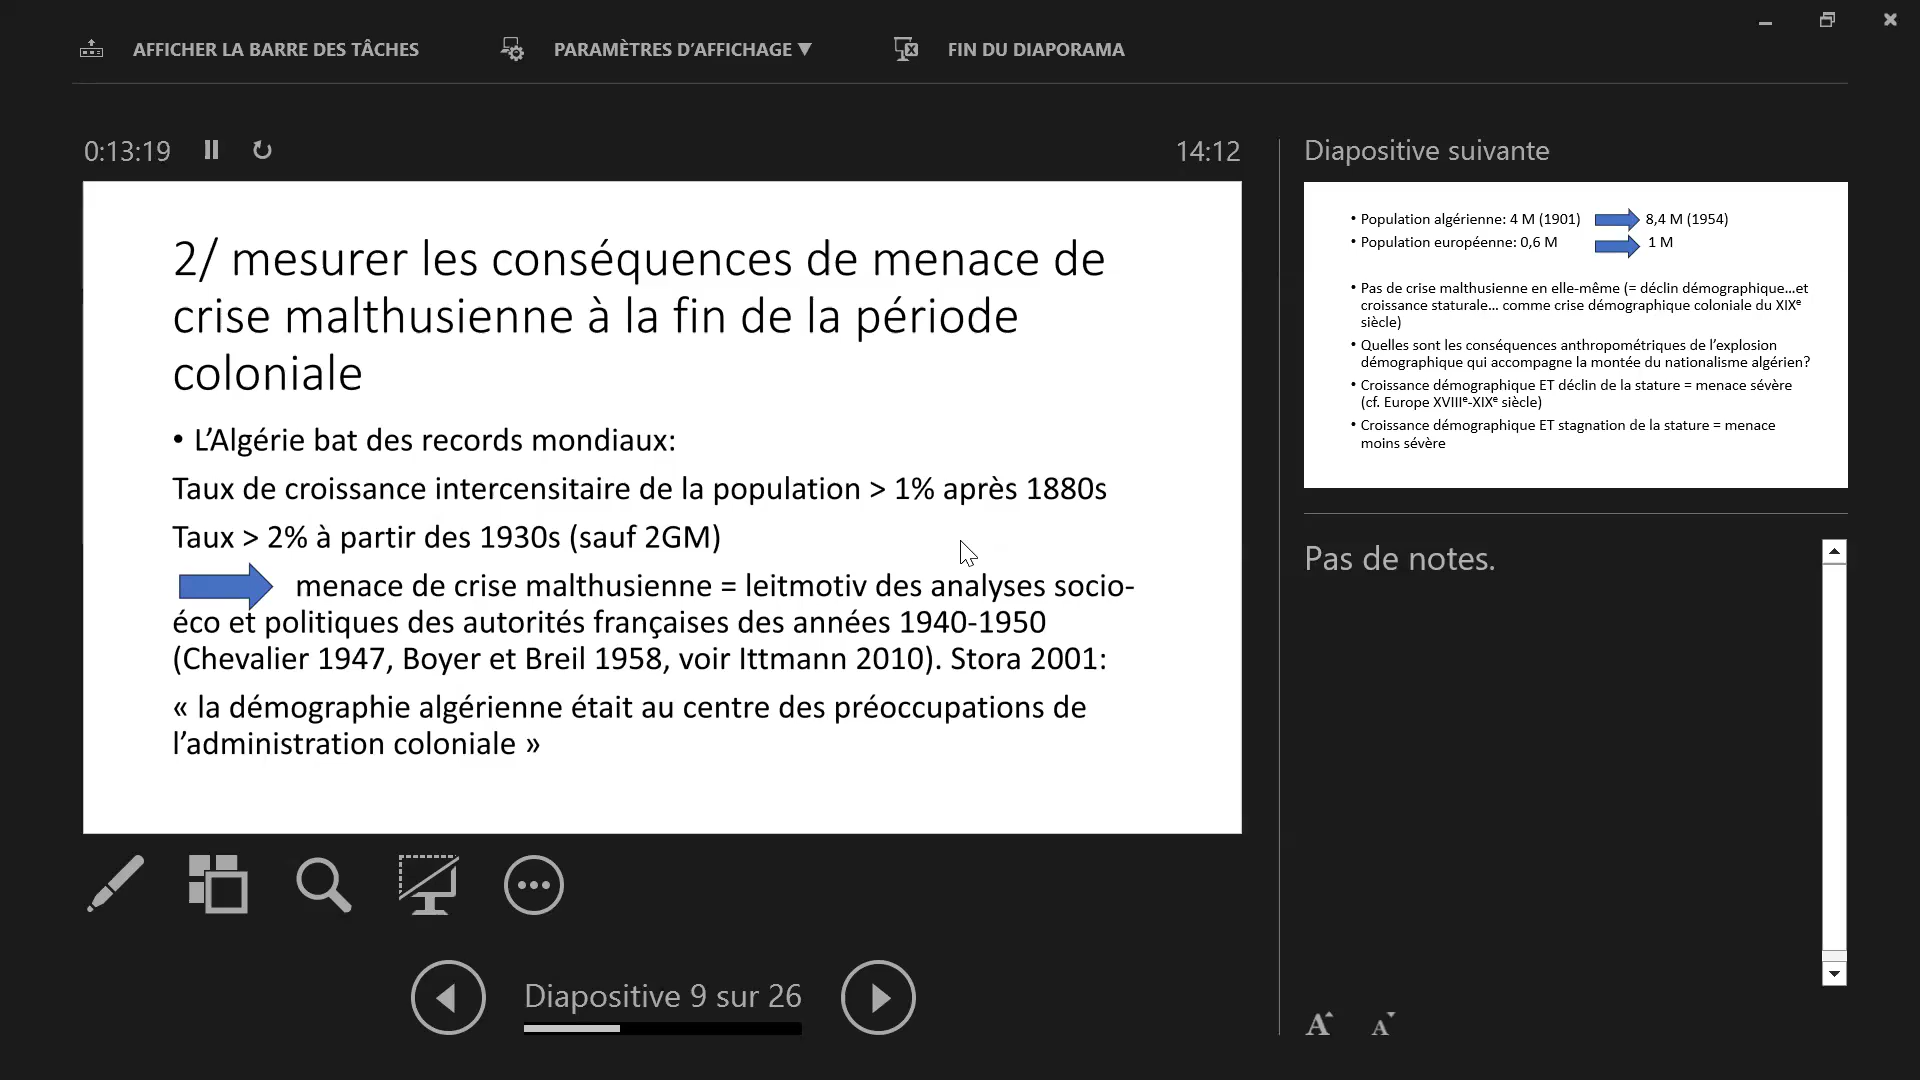 AFFICHER LA BARRE DES TÂCHES
PARAMÈTRES D'AFFICHAGE ▼
FIN DU DIAPORAMA
0:13:19
14:12
2/ mesurer les conséquences de menace de
crise malthusienne à la fin de la période
coloniale
• L'Algérie bat des records mondiaux:
Taux de croissance intercensitaire de la population > 1% après 1880s
Taux > 2% à partir des 1930s (sauf 2GM)
menace de crise malthusienne = leitmotiv des analyses socio-
éco et politiques des autorités françaises des années 1940-1950
(Chevalier 1947, Boyer et Breil 1958, voir Ittmann 2010). Stora 2001:
« la démographie algérienne était au centre des préoccupations de
l'administration coloniale »
Diapositive 9 sur 26
Diapositive suivante
• Population algérienne: 4 M (1901) 8,4 M (1954)
• Population européenne: 0,6 M 1 M
• Pas de crise malthusienne en elle-même (= déclin démographique…et
croissance staturale… comme crise démographique coloniale du XIXᵉ
siècle)
• Quelles sont les conséquences anthropométriques de l'explosion
démographique qui accompagne la montée du nationalisme algérien?
• Croissance démographique ET déclin de la stature = menace sévère
(cf. Europe XVIIIᵉ-XIXᵉ siècle)
• Croissance démographique ET stagnation de la stature = menace
moins sévère
Pas de notes.
A A